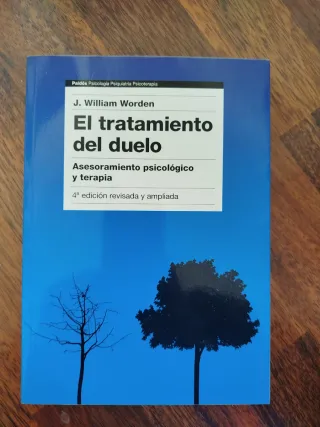 Paidós Psicología Psiquiatría Psicoterapia
J. William Worden
El tratamiento
del duelo
Asesoramiento psicológico
y terapia
4ª edición revisada y ampliada